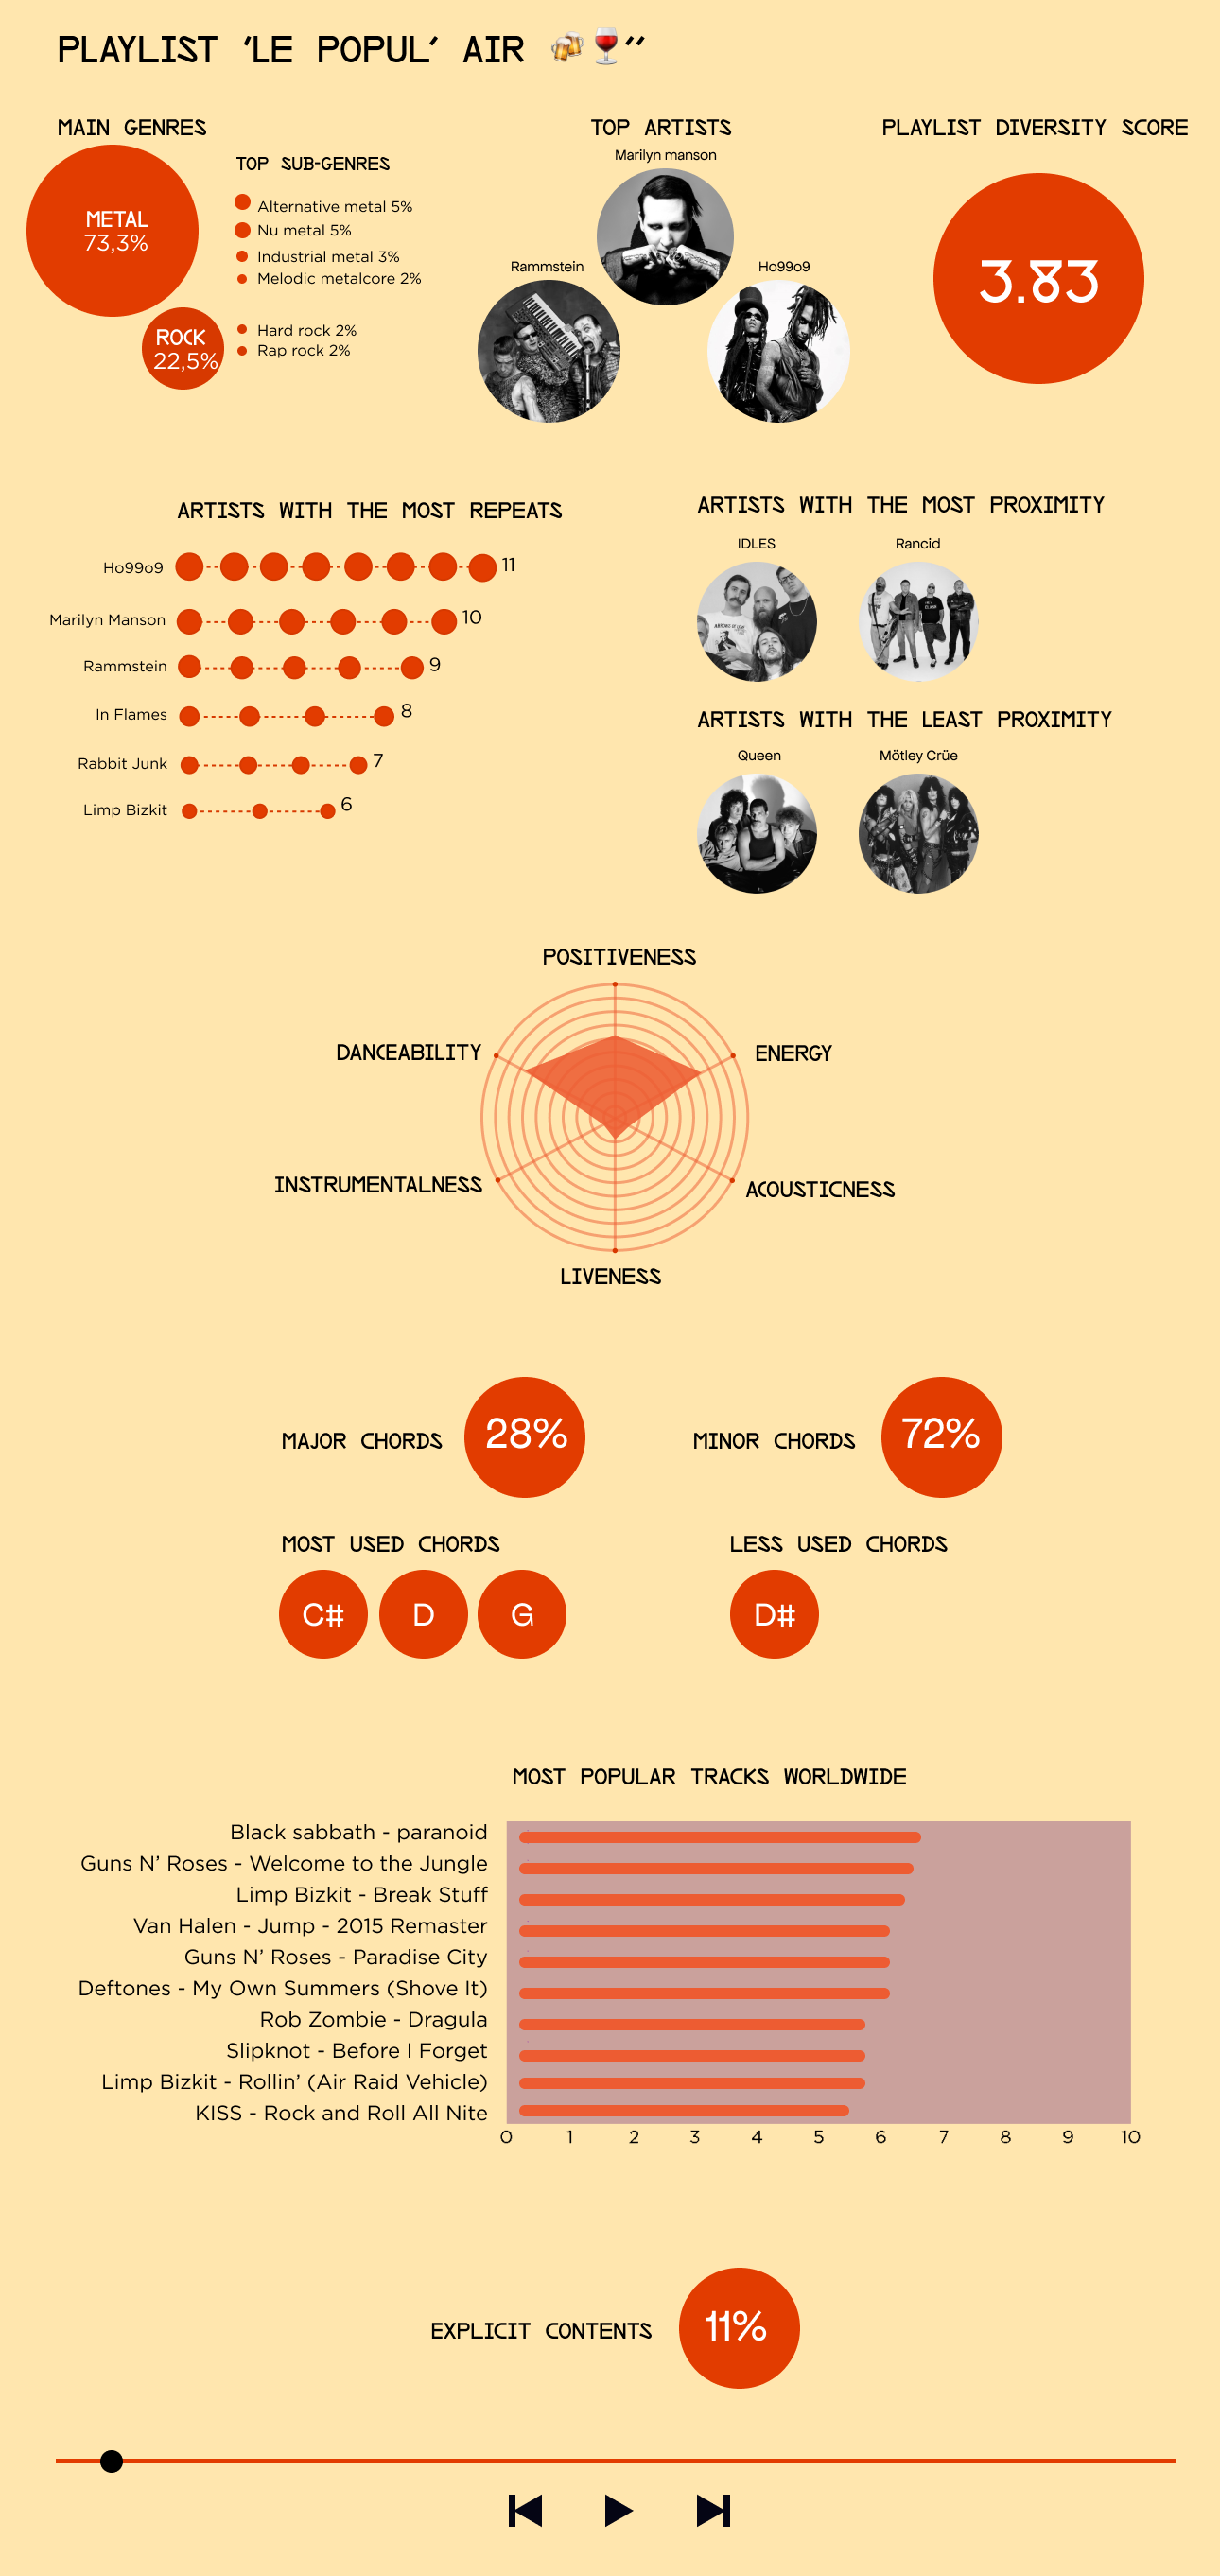 PLAYLIST ‘LE POPUL’ AIR 🍻🍷’’
MAIN GENRES
METAL
73,3%
ROCK
22,5%
TOP SUB-GENRES
Alternative metal 5%
Nu metal 5%
Industrial metal 3%
Melodic metalcore 2%
Hard rock 2%
Rap rock 2%
TOP ARTISTS
Marilyn manson
Rammstein
Ho99o9
PLAYLIST DIVERSITY SCORE
3.83
ARTISTS WITH THE MOST REPEATS
Ho99o9 11
Marilyn Manson 10
Rammstein 9
In Flames 8
Rabbit Junk 7
Limp Bizkit 6
ARTISTS WITH THE MOST PROXIMITY
IDLES
Rancid
ARTISTS WITH THE LEAST PROXIMITY
Queen
Mötley Crüe
POSITIVENESS
DANCEABILITY
ENERGY
INSTRUMENTALNESS
ACOUSTICNESS
LIVENESS
MAJOR CHORDS 28%
MINOR CHORDS 72%
MOST USED CHORDS
C# D G
LESS USED CHORDS
D#
MOST POPULAR TRACKS WORLDWIDE
Black sabbath - paranoid
Guns N’ Roses - Welcome to the Jungle
Limp Bizkit - Break Stuff
Van Halen - Jump - 2015 Remaster
Guns N’ Roses - Paradise City
Deftones - My Own Summers (Shove It)
Rob Zombie - Dragula
Slipknot - Before I Forget
Limp Bizkit - Rollin’ (Air Raid Vehicle)
KISS - Rock and Roll All Nite
0 1 2 3 4 5 6 7 8 9 10
EXPLICIT CONTENTS 11%